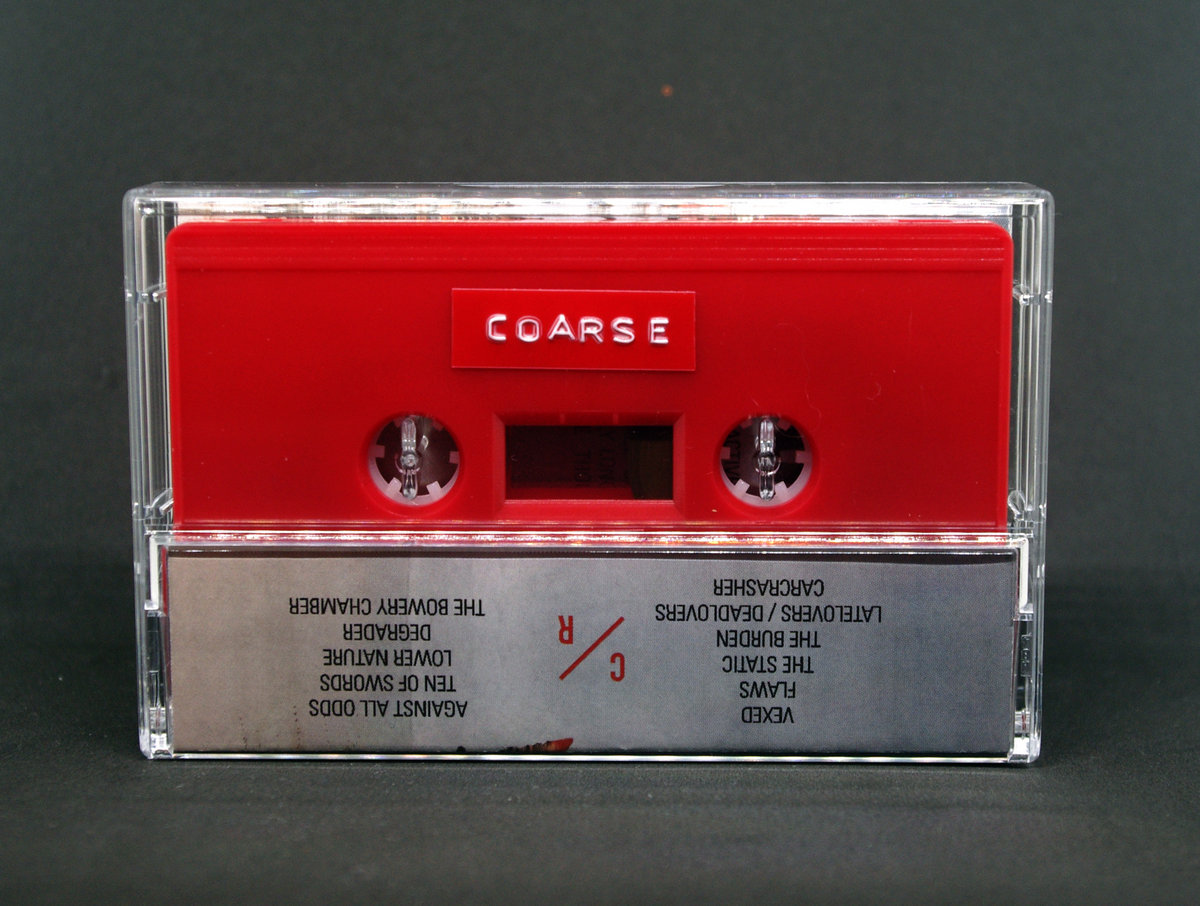 COARSE
VEXED
FLAWS
THE STATIC
THE BURDEN
LATELOVERS / DEADLOVERS
CARCRASHER
C/R
AGAINST ALL ODDS
TEN OF SWORDS
LOWER NATURE
DEGRADER
THE BOWERY CHAMBER